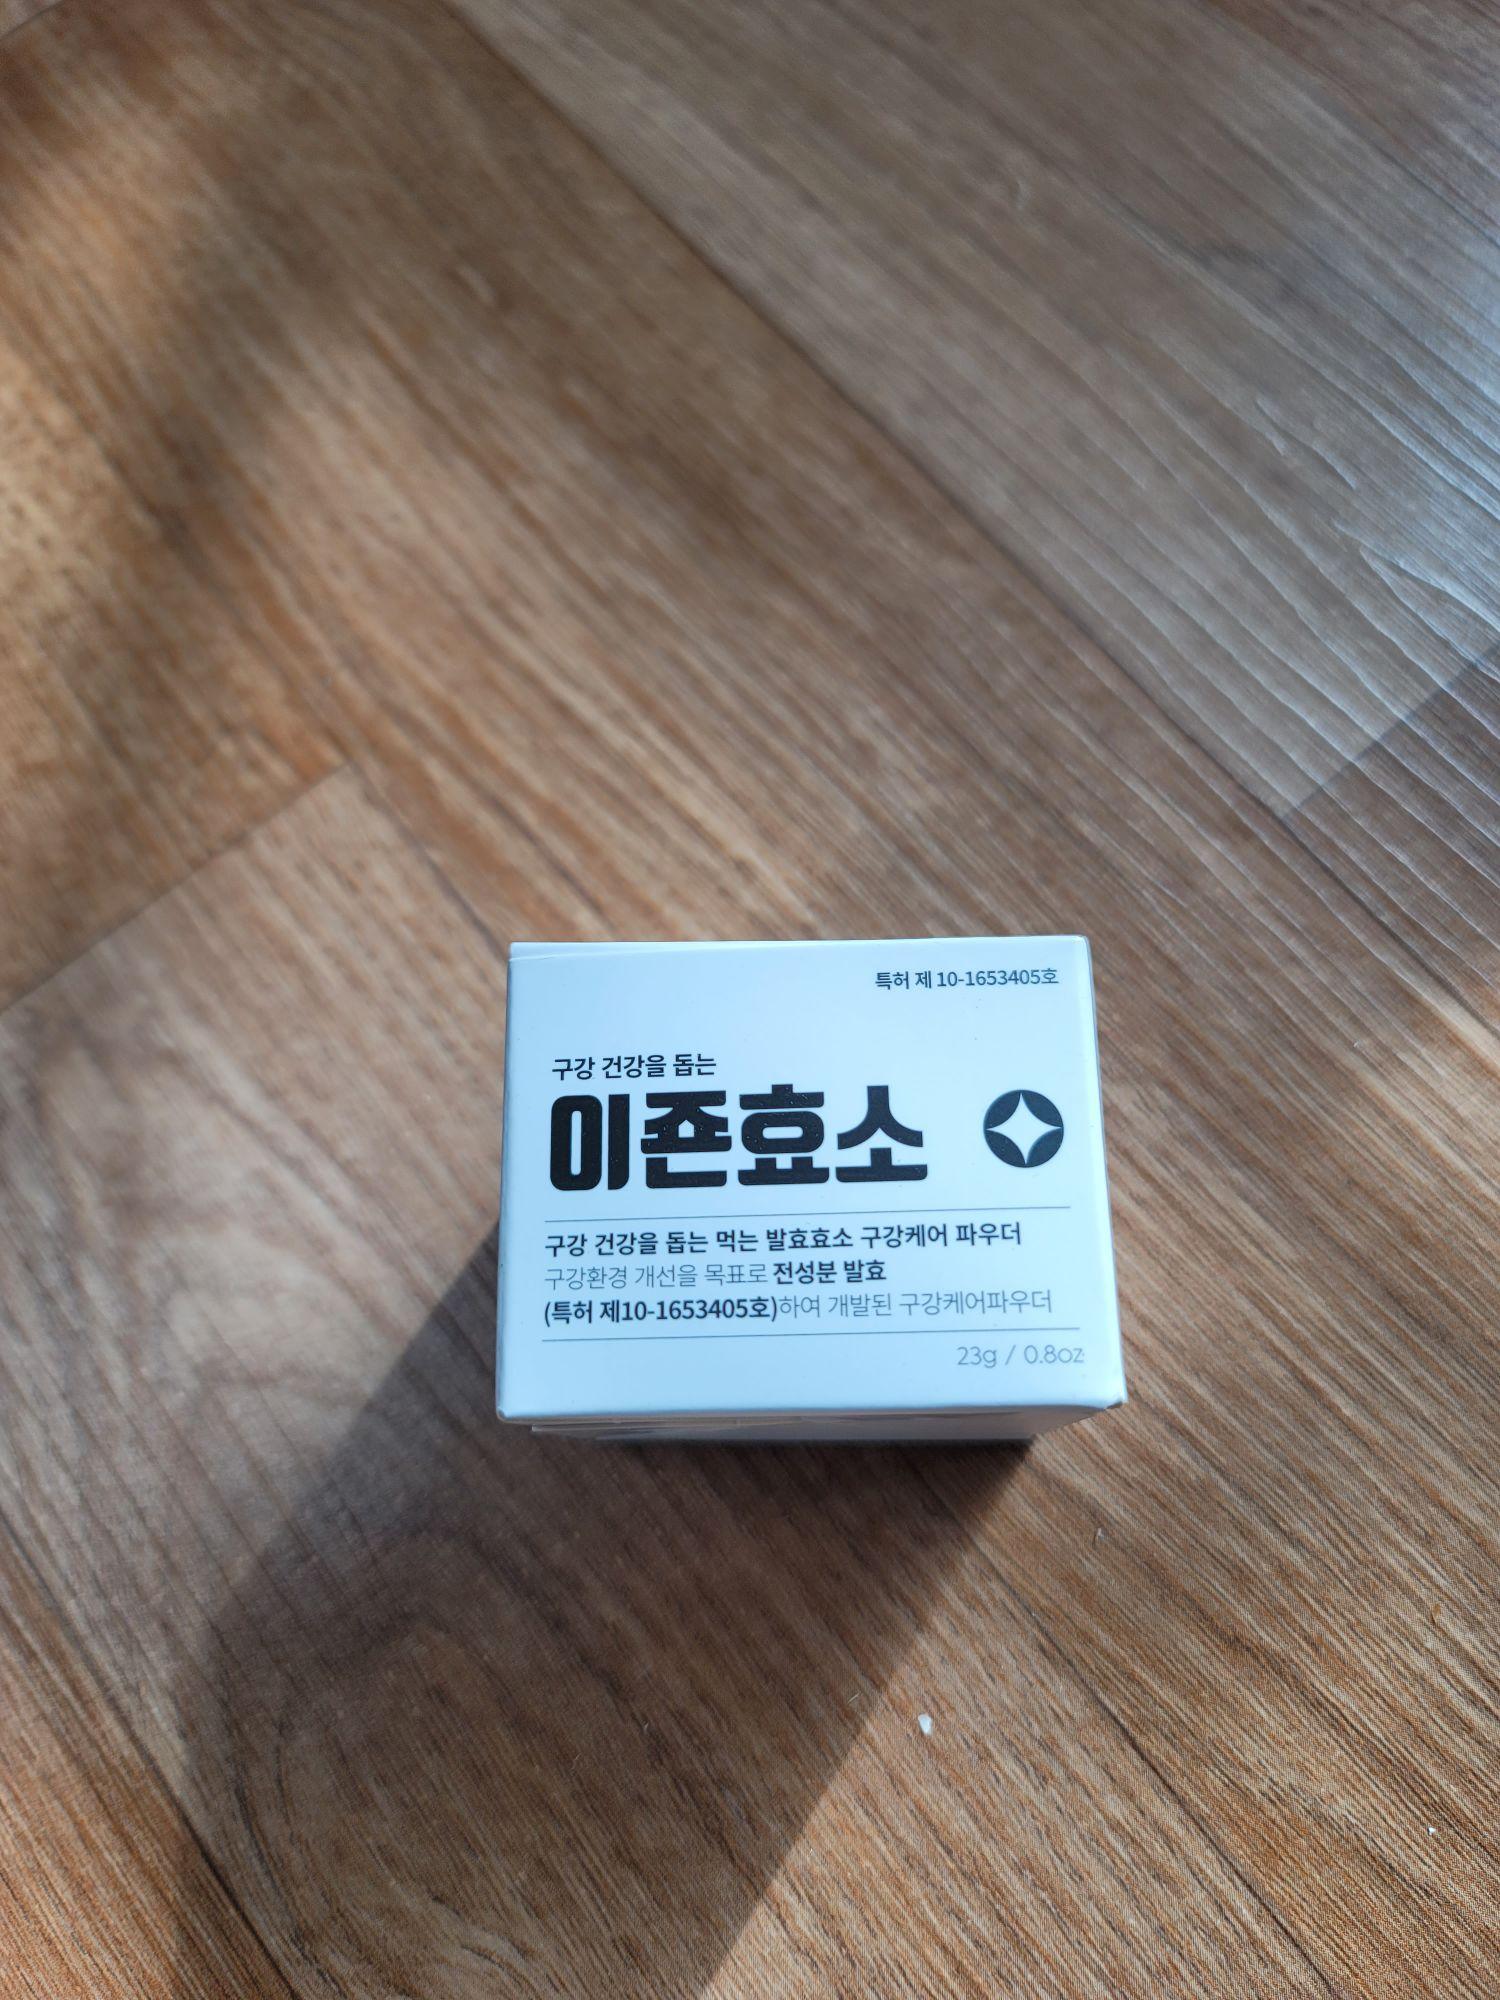 특허 제 10-1653405호
구강 건강을 돕는
이죤효소
구강 건강을 돕는 먹는 발효효소 구강케어 파우더
구강환경 개선을 목표로 전성분 발효
(특허 제10-1653405호)하여 개발된 구강케어파우더
23g / 0.8oz